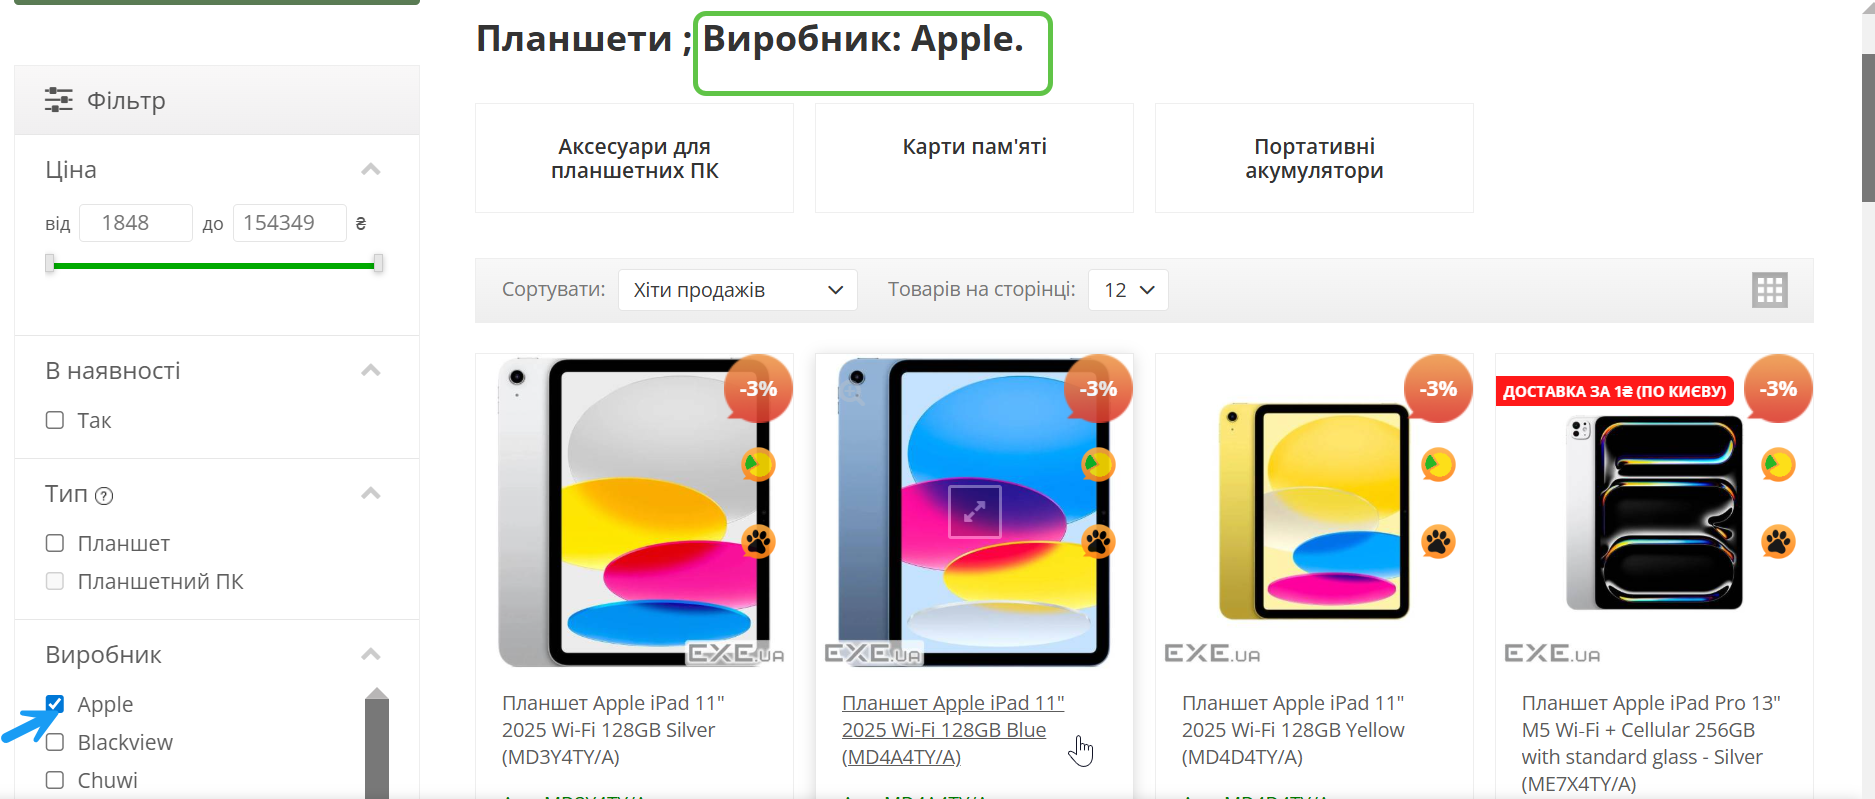 Планшети ; Виробник: Apple.
Фільтр
Ціна
від 1848 до 154349 ₴
В наявності
Так
Тип ?
Планшет
Планшетний ПК
Виробник
Apple
Blackview
Chuwi
Аксесуари для
планшетних ПК
Карти пам'яті
Портативні
акумулятори
Сортувати: Хіти продажів Товарів на сторінці: 12
-3%
EXE.UA
Планшет Apple iPad 11"
2025 Wi-Fi 128GB Silver
(MD3Y4TY/A)
-3%
EXE.UA
Планшет Apple iPad 11"
2025 Wi-Fi 128GB Blue
(MD4A4TY/A)
-3%
EXE.UA
Планшет Apple iPad 11"
2025 Wi-Fi 128GB Yellow
(MD4D4TY/A)
ДОСТАВКА ЗА 1₴ (ПО КИЄВУ)
-3%
EXE.UA
Планшет Apple iPad Pro 13"
M5 Wi-Fi + Cellular 256GB
with standard glass - Silver
(ME7X4TY/A)